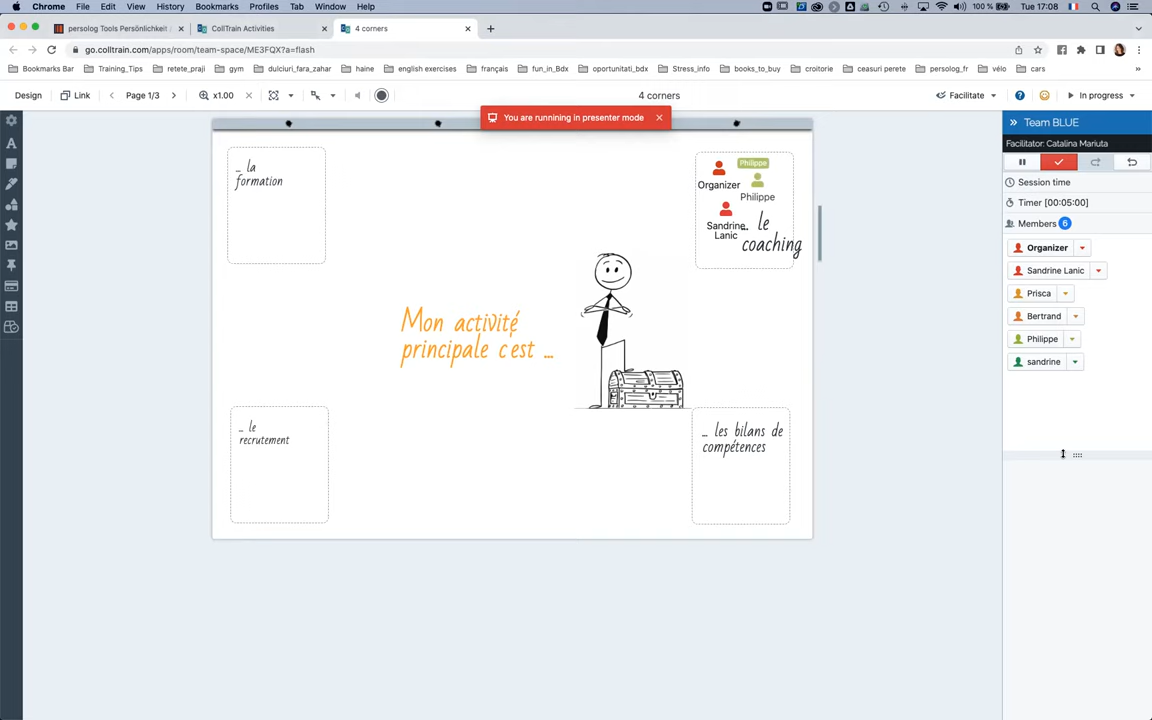 Chrome File Edit View History Bookmarks Profiles Tab Window Help 100 % Tue 17:08
persolog Tools Persönlichkeit CollTrain Activities 4 corners
go.colltrain.com/apps/room/team-space/ME3FQX?a=flash
Bookmarks Bar Training_Tips retete_praji gym dulciuri_fara_zahar haine english exercises français fun_in_Bdx oportunitati_bdx Stress_info books_to_buy croitorie ceasuri perete persolog_fr vélo cars »
Design Link Page 1/3 x1.00 4 corners Facilitate In progress
You are runnining in presenter mode
Team BLUE
Facilitator: Catalina Mariuta
Session time
Timer [00:05:00]
Members 6
Organizer
Sandrine Lanic
Prisca
Bertrand
Philippe
sandrine
... la
formation
Philippe
Organizer
Philippe
Sandrine
Lanic
... le
coaching
Mon activité
principale c'est ...
... le
recrutement
... les bilans de
compétences